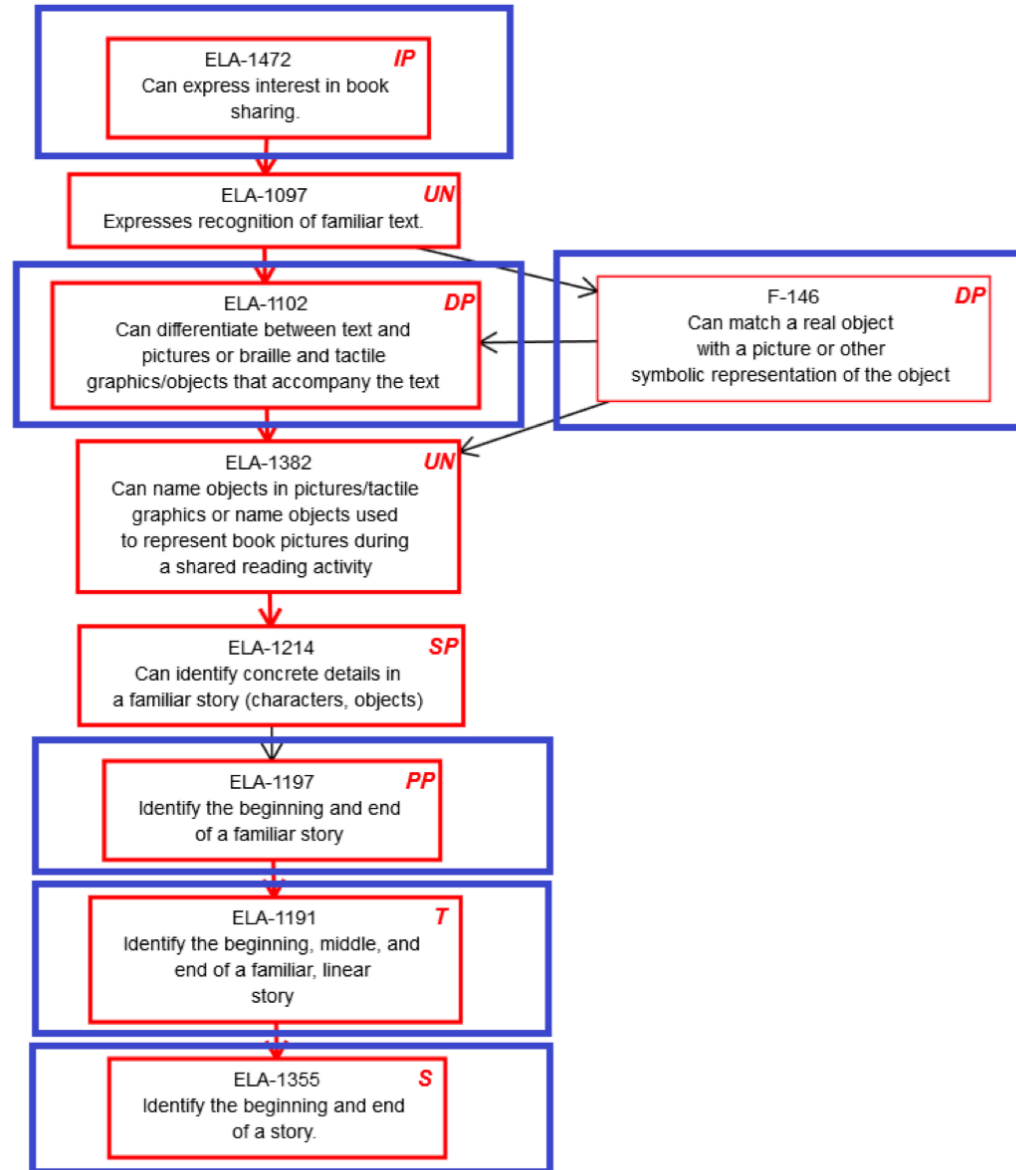 ELA-1472 IP
Can express interest in book
sharing.
ELA-1097 UN
Expresses recognition of familiar text.
ELA-1102 DP
Can differentiate between text and
pictures or braille and tactile
graphics/objects that accompany the text
F-146 DP
Can match a real object
with a picture or other
symbolic representation of the object
ELA-1382 UN
Can name objects in pictures/tactile
graphics or name objects used
to represent book pictures during
a shared reading activity
ELA-1214 SP
Can identify concrete details in
a familiar story (characters, objects)
ELA-1197 PP
Identify the beginning and end
of a familiar story
ELA-1191 T
Identify the beginning, middle, and
end of a familiar, linear
story
ELA-1355 S
Identify the beginning and end
of a story.